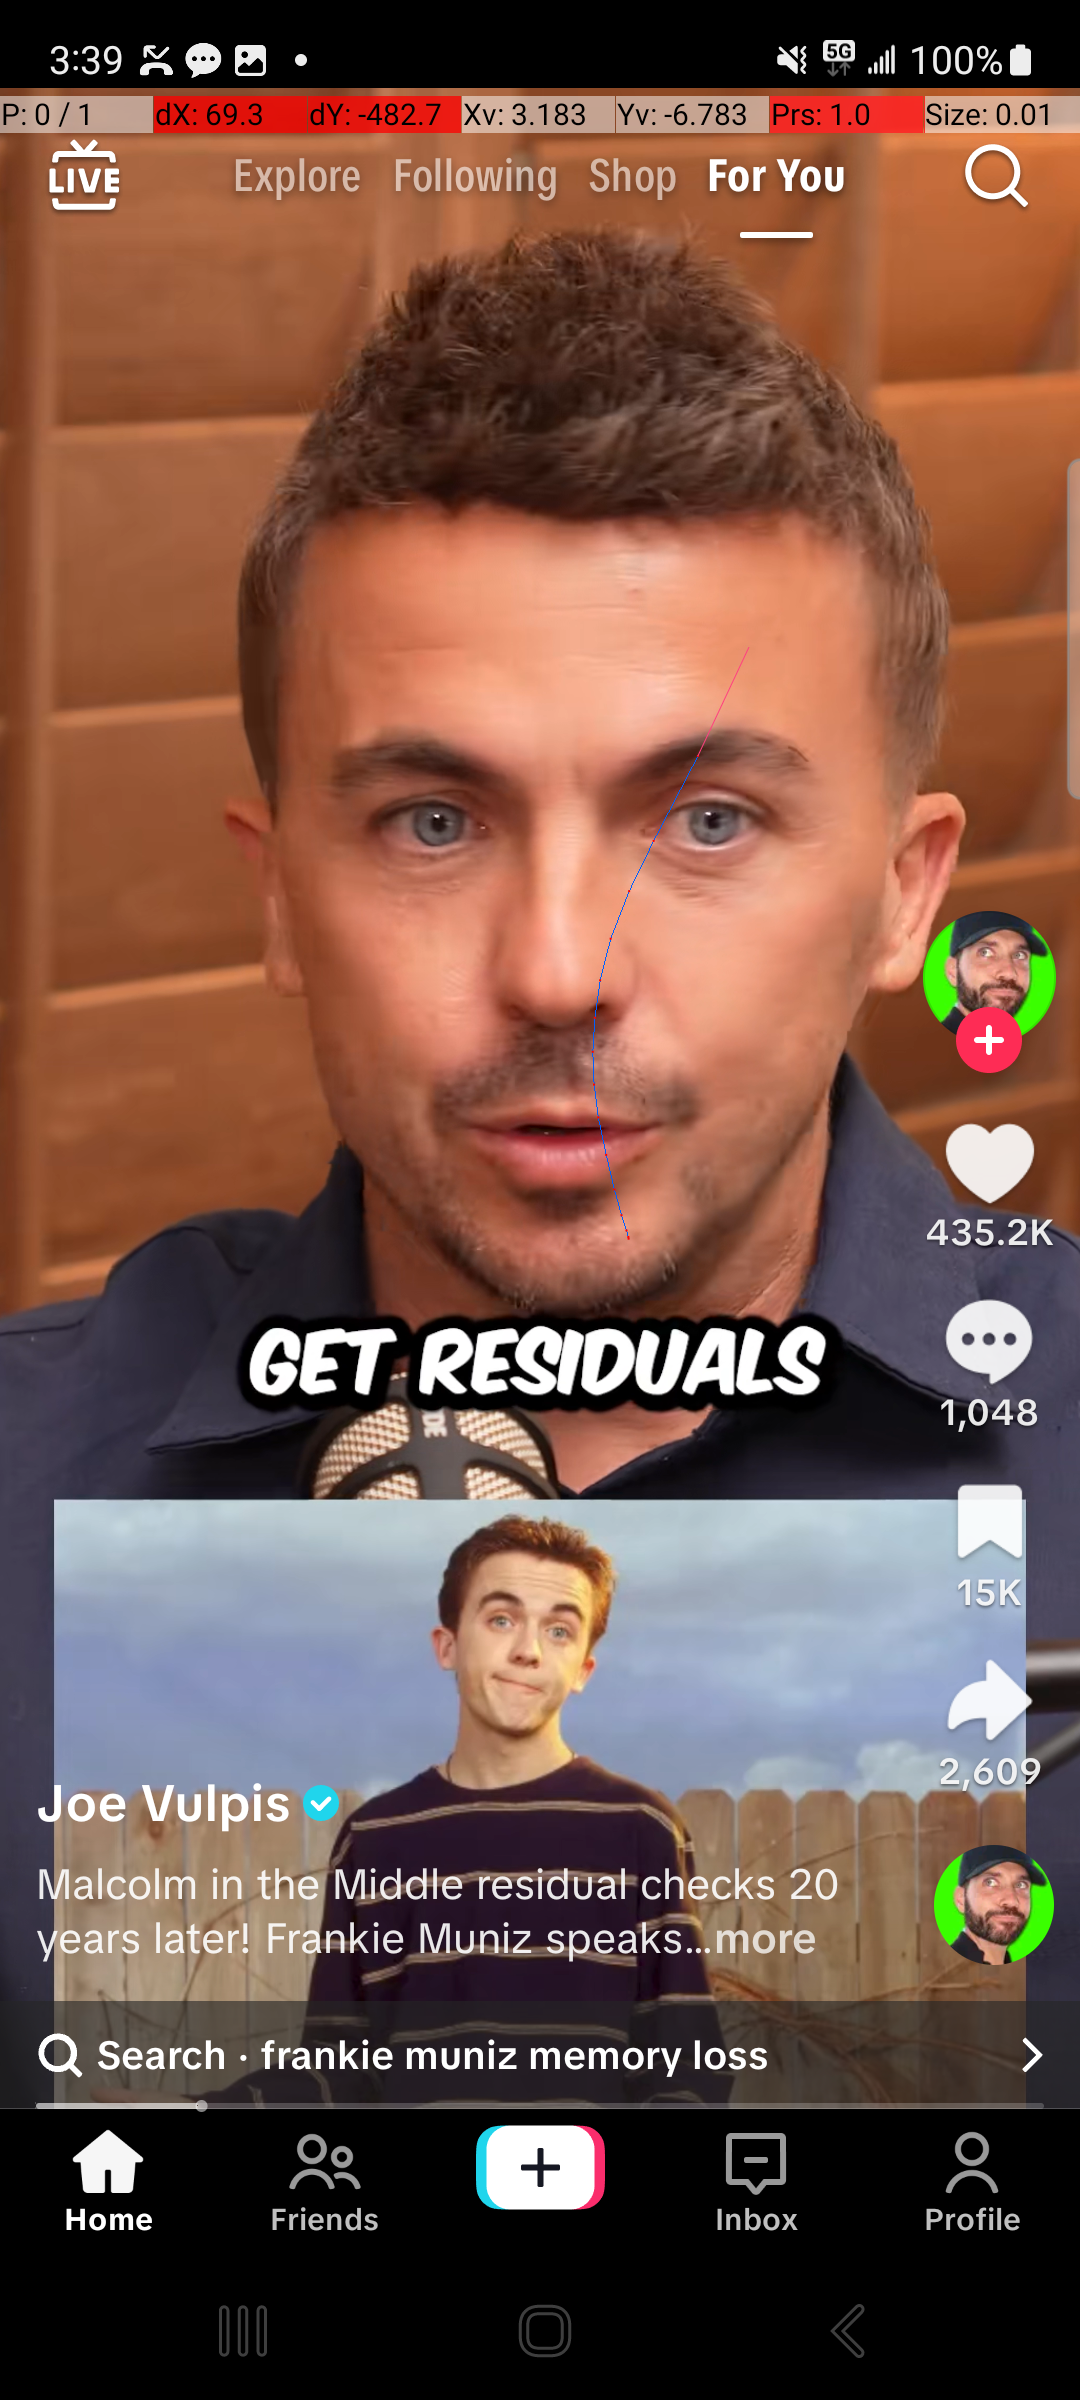 3:39 5G 100%
P: 0 / 1 dX: 69.3 dY: -482.7 Xv: 3.183 Yv: -6.783 Prs: 1.0 Size: 0.01
LIVE Explore Following Shop For You
435.2K
GET RESIDUALS
1,048
DE
15K
2,609
Joe Vulpis
Malcolm in the Middle residual checks 20
years later! Frankie Muniz speaks...more
Search · frankie muniz memory loss
Home Friends Inbox Profile